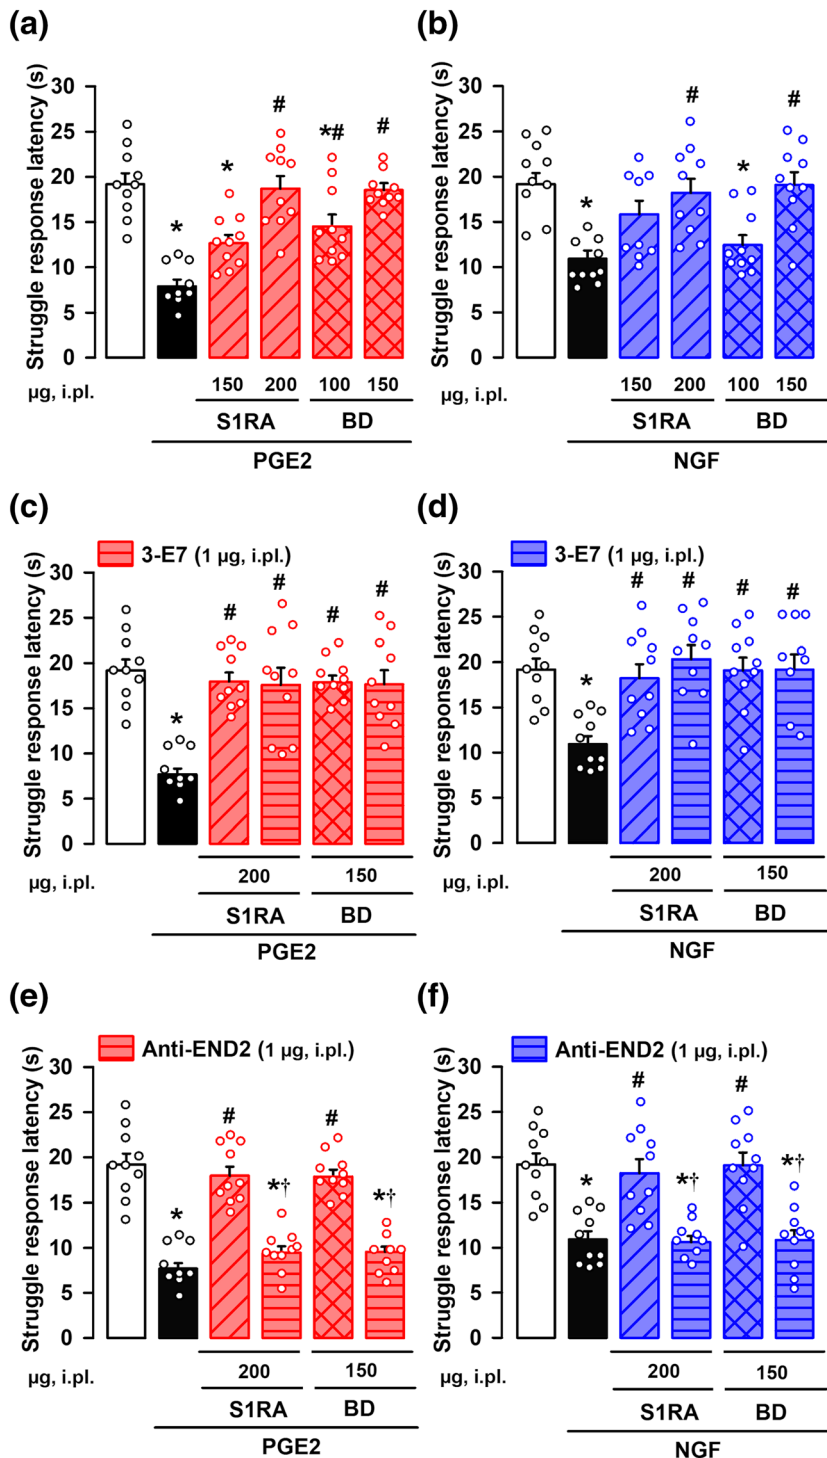 (a)
Struggle response latency (s)
30
25
20
15
10
5
0
*
*
#
*#
#
µg, i.pl.
150 200 100 150
S1RA BD
PGE2
(b)
Struggle response latency (s)
30
25
20
15
10
5
0
*
#
*
#
150 200 100 150
S1RA BD
NGF
(c)
3-E7 (1 µg, i.pl.)
Struggle response latency (s)
30
25
20
15
10
5
0
*
#
#
#
#
µg, i.pl.
200 150
S1RA BD
PGE2
(d)
3-E7 (1 µg, i.pl.)
Struggle response latency (s)
30
25
20
15
10
5
0
*
#
#
#
#
µg, i.pl.
200 150
S1RA BD
NGF
(e)
Anti-END2 (1 µg, i.pl.)
Struggle response latency (s)
30
25
20
15
10
5
0
*
#
*†
#
*†
µg, i.pl.
200 150
S1RA BD
PGE2
(f)
Anti-END2 (1 µg, i.pl.)
Struggle response latency (s)
30
25
20
15
10
5
0
*
#
*†
#
*†
µg, i.pl.
200 150
S1RA BD
NGF